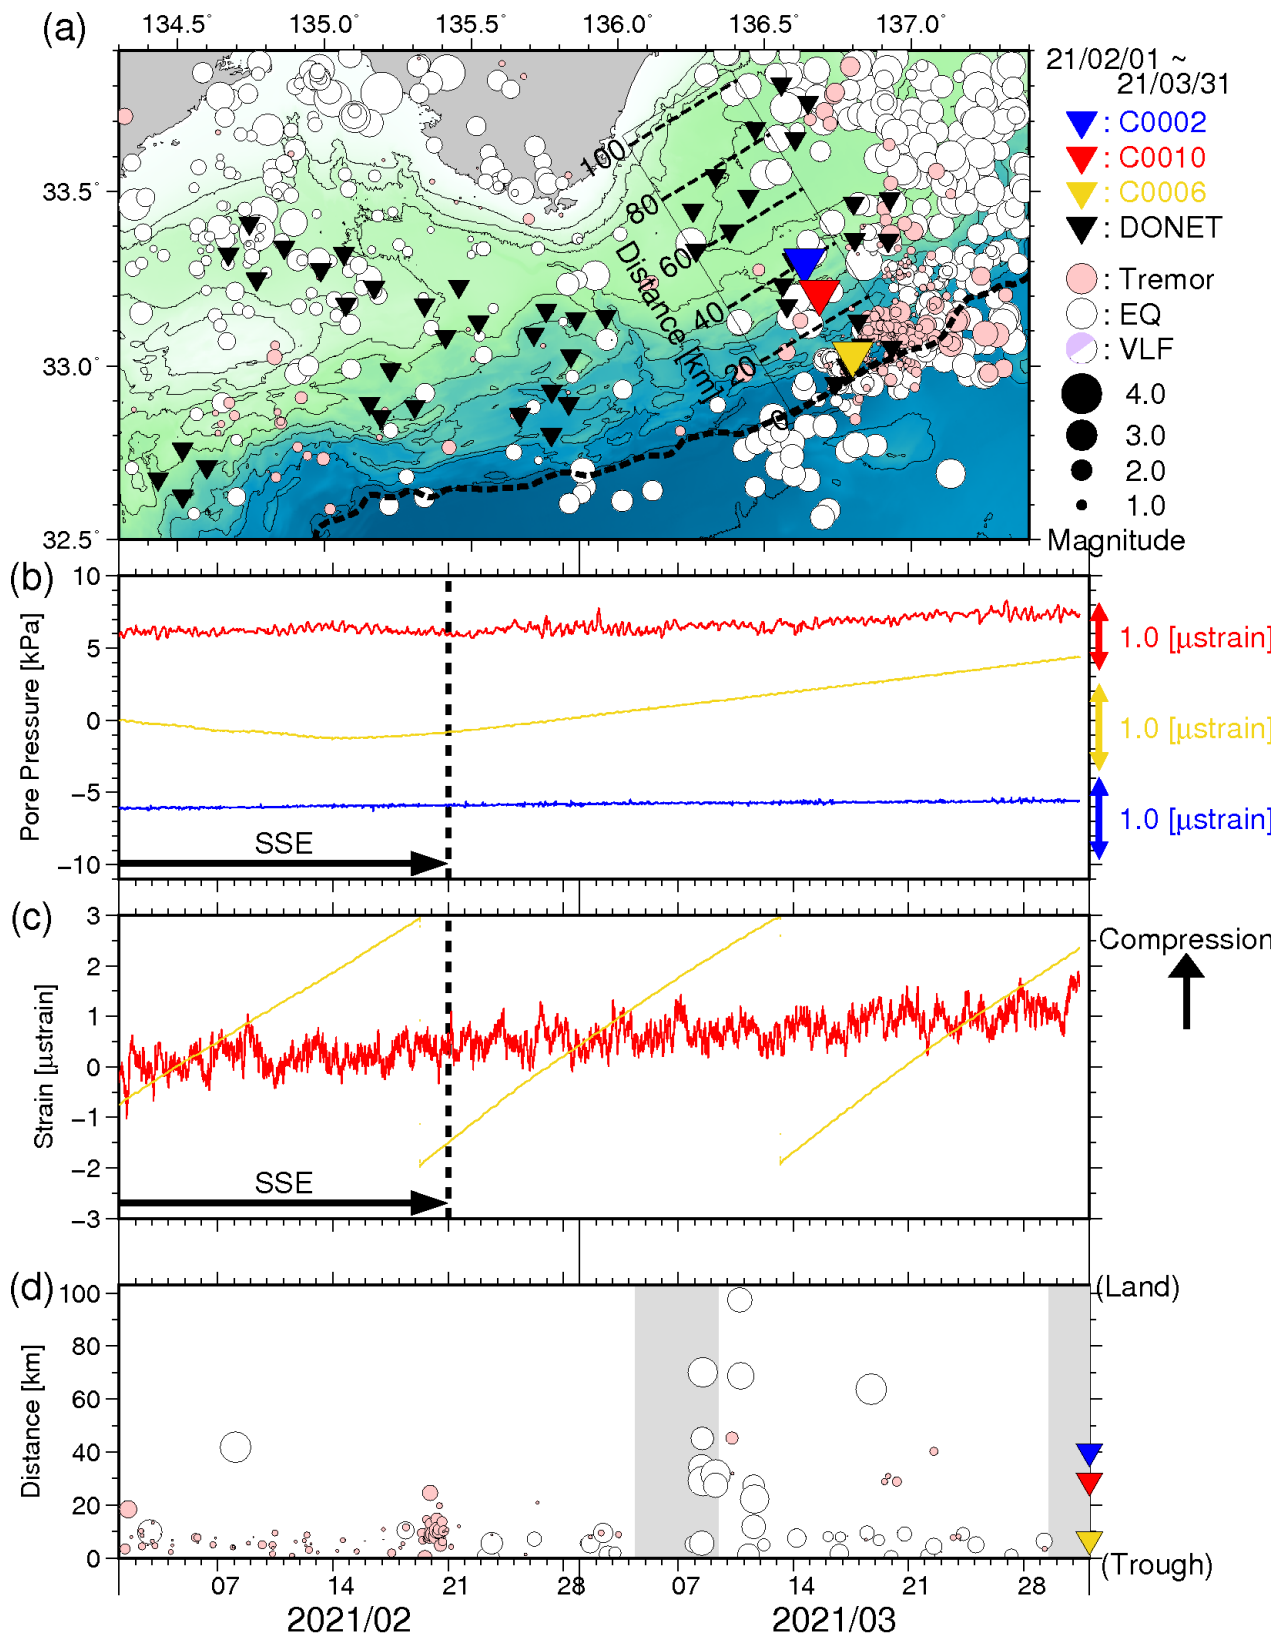 (a)
134.5° 135.0° 135.5° 136.0° 136.5° 137.0°
33.5°
33.0°
32.5°
100
80
60
40
20
0
Distance [km]
21/02/01 ~
21/03/31
: C0002
: C0010
: C0006
: DONET
: Tremor
: EQ
: VLF
4.0
3.0
2.0
1.0
Magnitude
(b)
Pore Pressure [kPa]
10
5
0
−5
−10
SSE
1.0 [μstrain]
1.0 [μstrain]
1.0 [μstrain]
(c)
Strain [μstrain]
3
2
1
0
−1
−2
−3
SSE
Compression
(d)
Distance [km]
100
80
60
40
20
0
(Land)
(Trough)
07 14 21 28 07 14 21 28
2021/02 2021/03